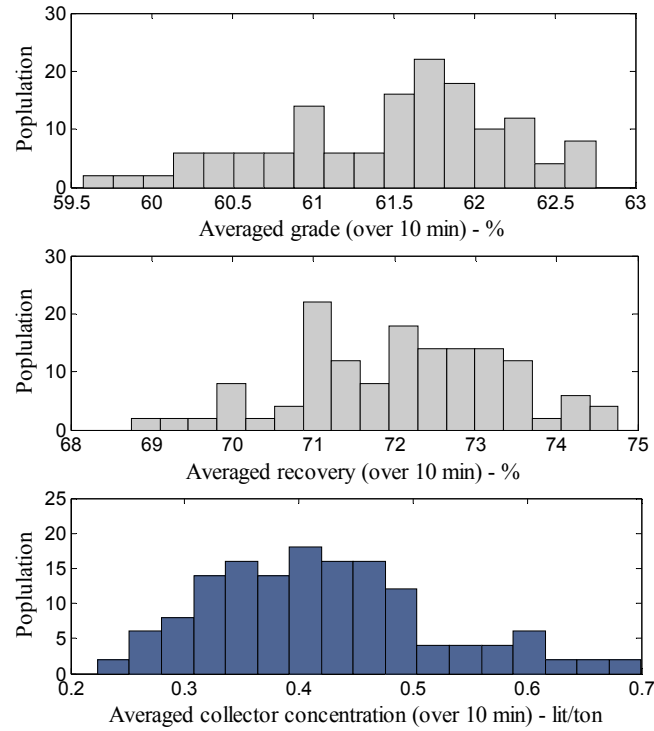 30
20
10
0
Poplulation
59.5 60 60.5 61 61.5 62 62.5 63
Averaged grade (over 10 min) - %
30
20
10
0
Poplulation
68 69 70 71 72 73 74 75
Averaged recovery (over 10 min) - %
25
20
15
10
5
0
Poplulation
0.2 0.3 0.4 0.5 0.6 0.7
Averaged collector concentration (over 10 min) - lit/ton